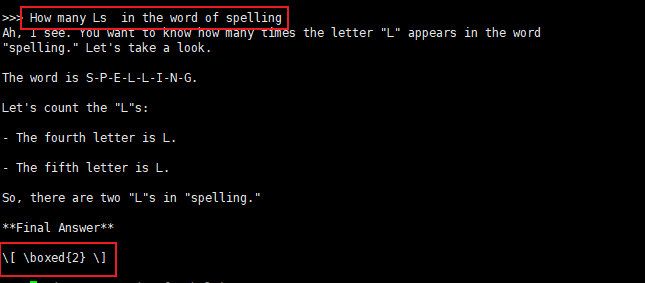 >>> How many Ls  in the word of spelling
Ah, I see. You want to know how many times the letter "L" appears in the word
"spelling." Let's take a look.
The word is S-P-E-L-L-I-N-G.
Let's count the "L"s:
- The fourth letter is L.
- The fifth letter is L.
So, there are two "L"s in "spelling."
**Final Answer**
\[ \boxed{2} \]